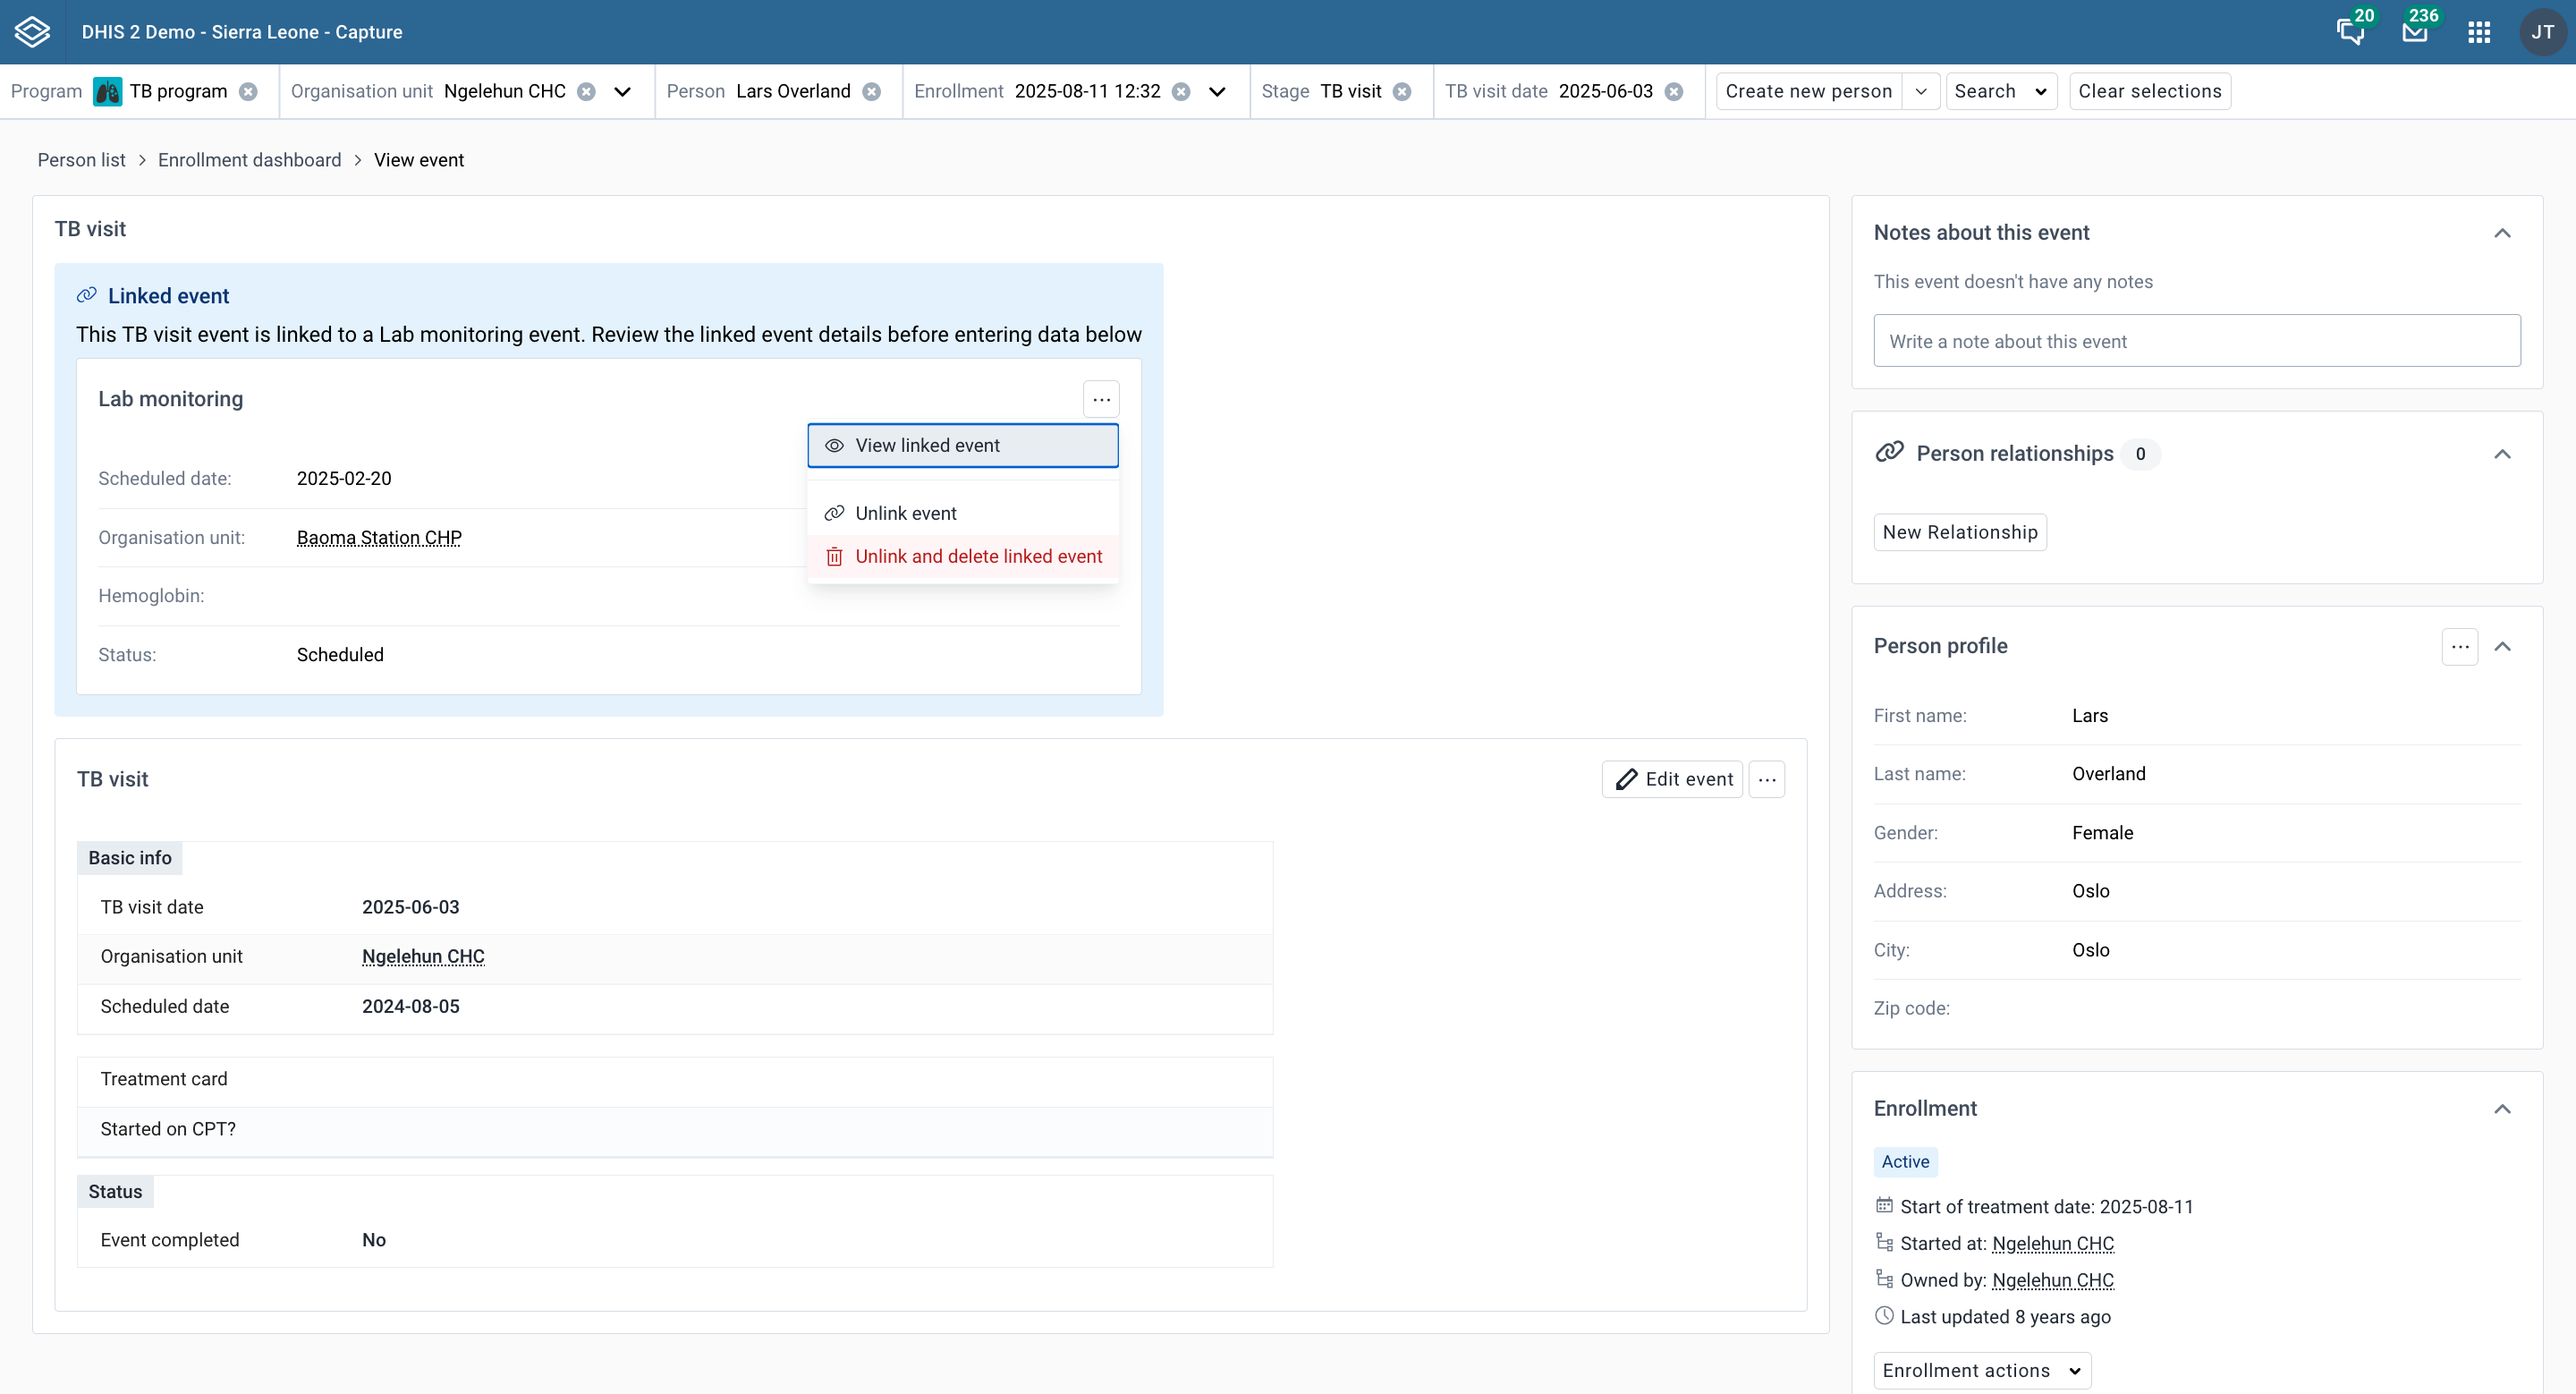 DHIS 2 Demo - Sierra Leone - Capture
20
236
JT
Program TB program
Organisation unit Ngelehun CHC
Person Lars Overland
Enrollment 2025-08-11 12:32
Stage TB visit
TB visit date 2025-06-03
Create new person
Search
Clear selections
Person list > Enrollment dashboard > View event
TB visit
Linked event
This TB visit event is linked to a Lab monitoring event. Review the linked event details before entering data below
Lab monitoring
View linked event
Unlink event
Unlink and delete linked event
Scheduled date: 2025-02-20
Organisation unit: Baoma Station CHP
Hemoglobin:
Status: Scheduled
TB visit
Edit event
Basic info
TB visit date 2025-06-03
Organisation unit Ngelehun CHC
Scheduled date 2024-08-05
Treatment card
Started on CPT?
Status
Event completed No
Notes about this event
This event doesn't have any notes
Write a note about this event
Person relationships 0
New Relationship
Person profile
First name: Lars
Last name: Overland
Gender: Female
Address: Oslo
City: Oslo
Zip code:
Enrollment
Active
Start of treatment date: 2025-08-11
Started at: Ngelehun CHC
Owned by: Ngelehun CHC
Last updated 8 years ago
Enrollment actions